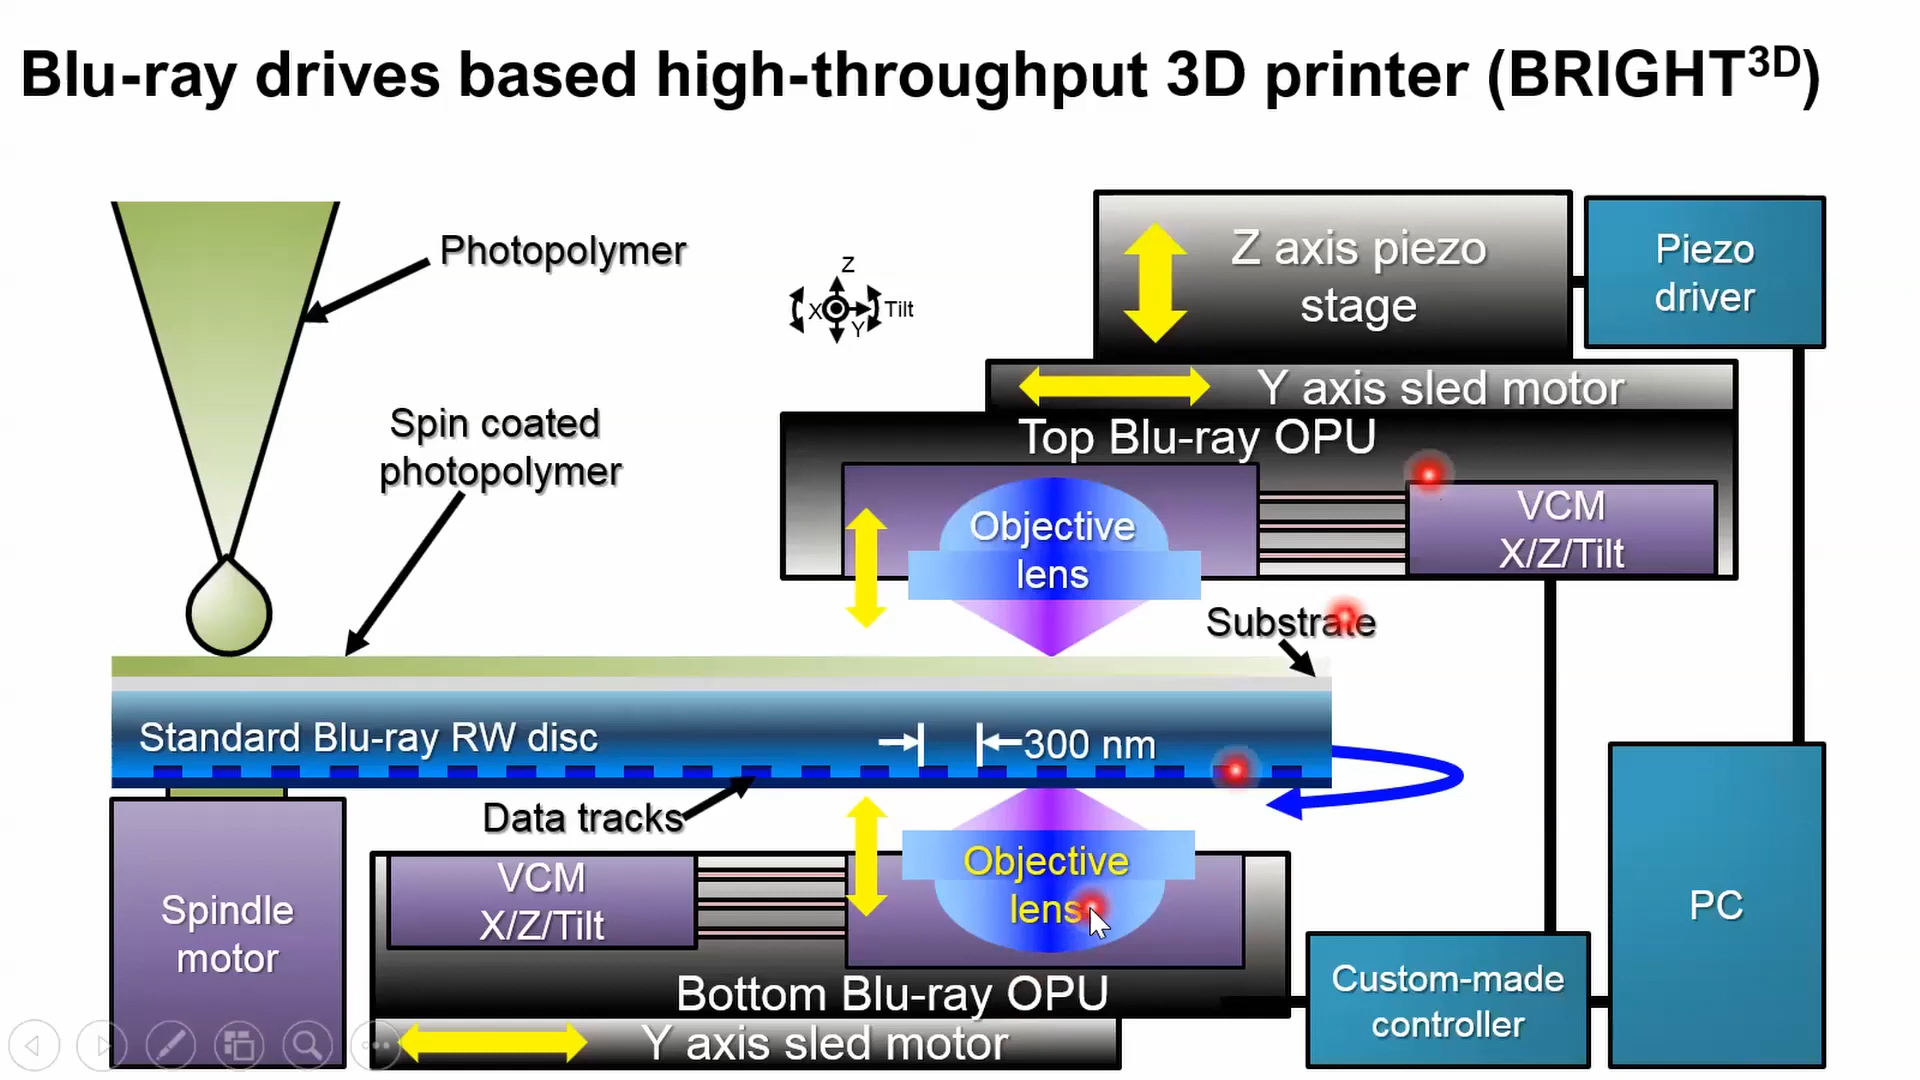 Blu-ray drives based high-throughput 3D printer (BRIGHT³ᴰ)
Photopolymer
Z
X
Y
Tilt
Z axis piezo
stage
Piezo
driver
Y axis sled motor
Top Blu-ray OPU
Spin coated
photopolymer
Objective
lens
VCM
X/Z/Tilt
Substrate
Standard Blu-ray RW disc
300 nm
Data tracks
Spindle
motor
VCM
X/Z/Tilt
Objective
lens
Bottom Blu-ray OPU
Y axis sled motor
Custom-made
controller
PC